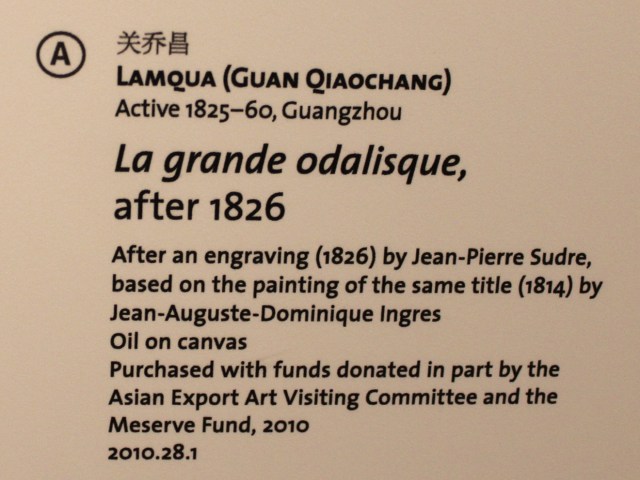 A
关乔昌
LAMQUA (GUAN QIAOCHANG)
Active 1825–60, Guangzhou
La grande odalisque,
after 1826
After an engraving (1826) by Jean-Pierre Sudre,
based on the painting of the same title (1814) by
Jean-Auguste-Dominique Ingres
Oil on canvas
Purchased with funds donated in part by the
Asian Export Art Visiting Committee and the
Meserve Fund, 2010
2010.28.1